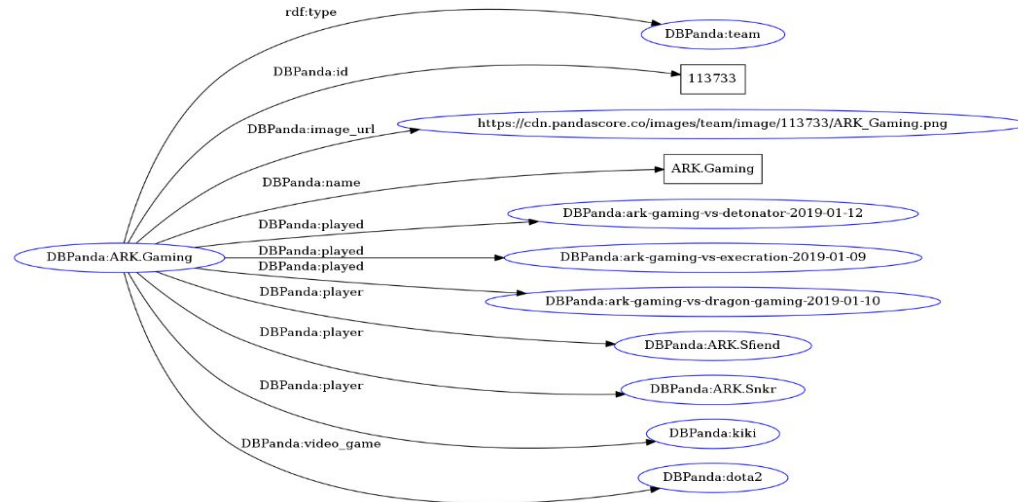 rdf:type
DBPanda:team
DBPanda:id
113733
DBPanda:image_url
https://cdn.pandascore.co/images/team/image/113733/ARK_Gaming.png
DBPanda:name
ARK.Gaming
DBPanda:played
DBPanda:ark-gaming-vs-detonator-2019-01-12
DBPanda:ARK.Gaming
DBPanda:played
DBPanda:ark-gaming-vs-execration-2019-01-09
DBPanda:played
DBPanda:ark-gaming-vs-dragon-gaming-2019-01-10
DBPanda:player
DBPanda:ARK.Sfiend
DBPanda:player
DBPanda:ARK.Snkr
DBPanda:player
DBPanda:kiki
DBPanda:video_game
DBPanda:dota2